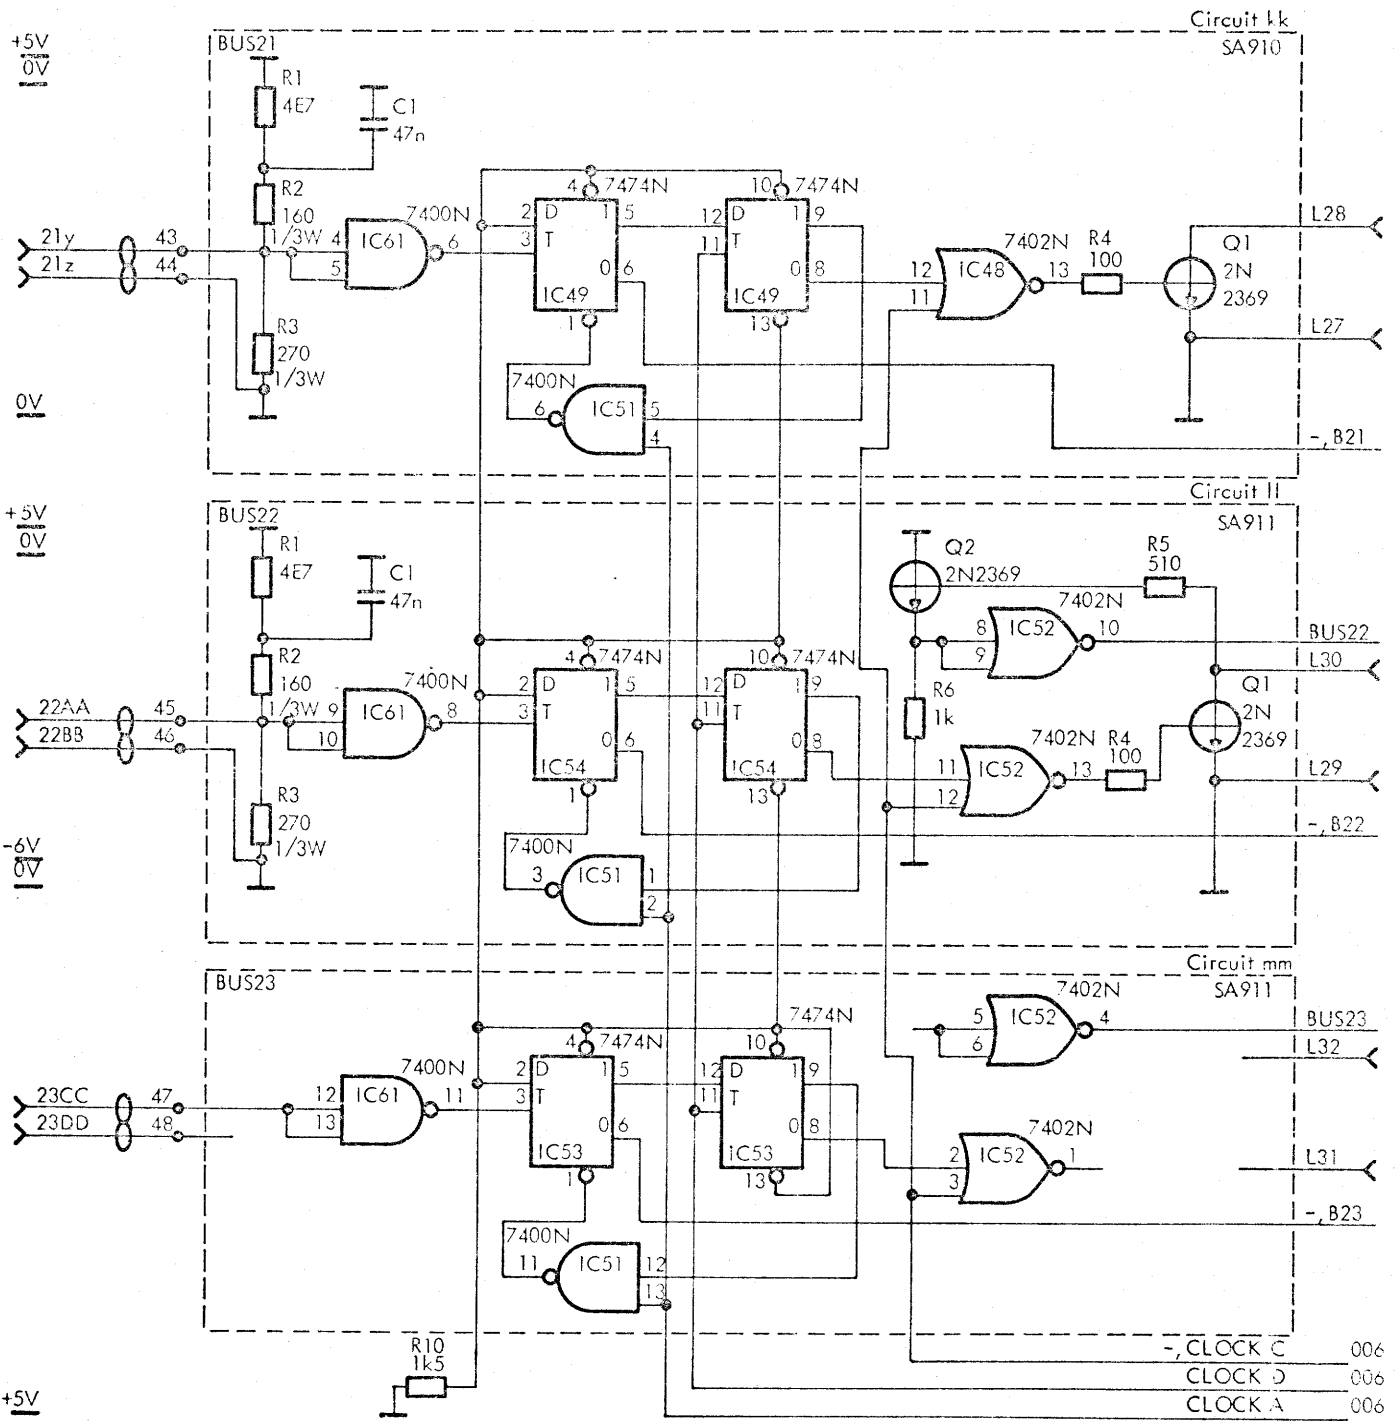 Circuit kk
+5V
0V
BUS21
SA910
R1
4E7
C1
47n
R2
160
1/3W
7400N
4
5
IC61
6
21y
43
21z
44
R3
270
1/3W
4
7474N
2
D
1
5
3
T
0
6
IC49
1
10
7474N
12
D
1
9
11
T
0
8
IC49
13
7400N
6
IC51
5
4
7402N
12
IC48
11
13
R4
100
Q1
2N
2369
L28
L27
0V
-,B21
Circuit ll
+5V
0V
BUS22
SA911
R1
4E7
C1
47n
R2
160
1/3W
7400N
9
10
IC61
8
22AA
45
22BB
46
R3
270
1/3W
4
7474N
2
D
1
5
3
T
0
6
IC54
1
10
7474N
12
D
1
9
11
T
0
8
IC54
13
7400N
3
IC51
1
2
Q2
2N2369
R5
510
7402N
8
IC52
9
10
BUS22
L30
R6
1k
Q1
2N
2369
7402N
11
IC52
12
13
R4
100
L29
-6V
0V
-,B22
Circuit mm
BUS23
SA911
7402N
5
IC52
6
4
BUS23
L32
7400N
12
13
IC61
11
23CC
47
23DD
48
4
7474N
2
D
1
5
3
T
0
6
IC53
1
7474N
10
12
D
1
9
11
T
0
8
IC53
13
7402N
2
IC52
3
1
L31
-,B23
7400N
11
IC51
12
13
R10
1k5
+5V
-,CLOCK C 006
CLOCK D 006
CLOCK A 006